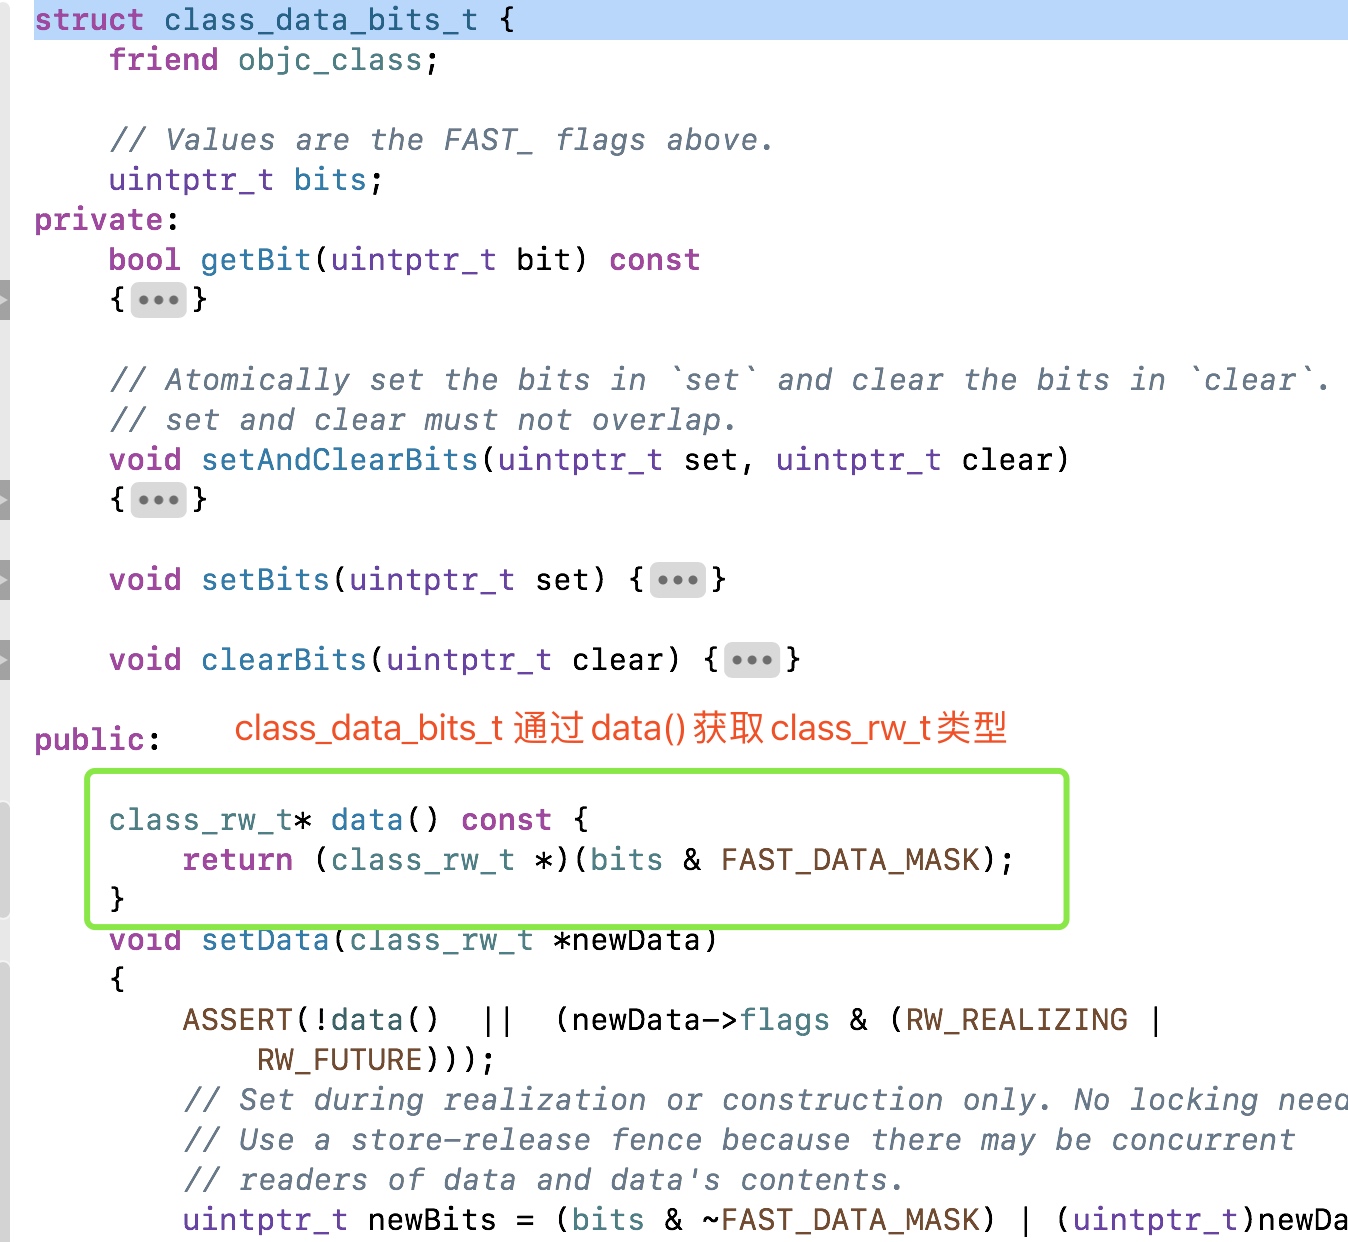 struct class_data_bits_t {
    friend objc_class;

    // Values are the FAST_ flags above.
    uintptr_t bits;
private:
    bool getBit(uintptr_t bit) const
    {•••}

    // Atomically set the bits in `set` and clear the bits in `clear`.
    // set and clear must not overlap.
    void setAndClearBits(uintptr_t set, uintptr_t clear)
    {•••}

    void setBits(uintptr_t set) {•••}

    void clearBits(uintptr_t clear) {•••}

public:
class_data_bits_t 通过data()获取class_rw_t类型

    class_rw_t* data() const {
        return (class_rw_t *)(bits & FAST_DATA_MASK);
    }
    void setData(class_rw_t *newData)
    {
        ASSERT(!data()  ||  (newData->flags & (RW_REALIZING |
            RW_FUTURE)));
        // Set during realization or construction only. No locking need
        // Use a store-release fence because there may be concurrent
        // readers of data and data's contents.
        uintptr_t newBits = (bits & ~FAST_DATA_MASK) | (uintptr_t)newDa